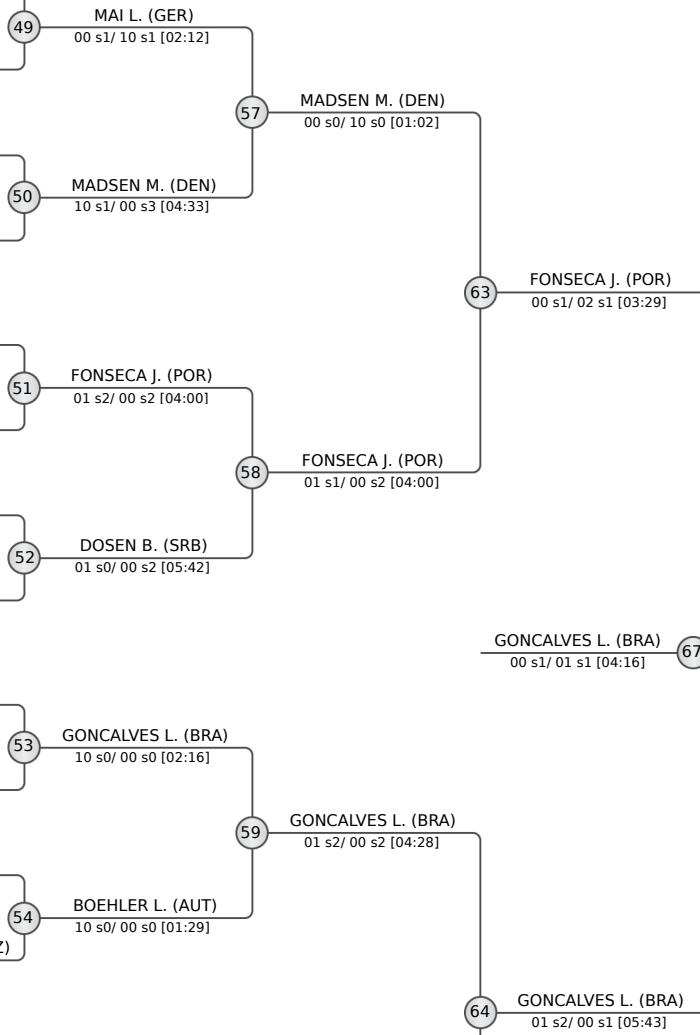 MAI L. (GER)
49
00 s1/ 10 s1 [02:12]
MADSEN M. (DEN)
57
00 s0/ 10 s0 [01:02]
MADSEN M. (DEN)
50
10 s1/ 00 s3 [04:33]
FONSECA J. (POR)
63
00 s1/ 02 s1 [03:29]
FONSECA J. (POR)
51
01 s2/ 00 s2 [04:00]
FONSECA J. (POR)
58
01 s1/ 00 s2 [04:00]
DOSEN B. (SRB)
52
01 s0/ 00 s2 [05:42]
GONCALVES L. (BRA)
67
00 s1/ 01 s1 [04:16]
GONCALVES L. (BRA)
53
10 s0/ 00 s0 [02:16]
GONCALVES L. (BRA)
59
01 s2/ 00 s2 [04:28]
BOEHLER L. (AUT)
54
10 s0/ 00 s0 [01:29]
Z)
GONCALVES L. (BRA)
64
01 s2/ 00 s1 [05:43]